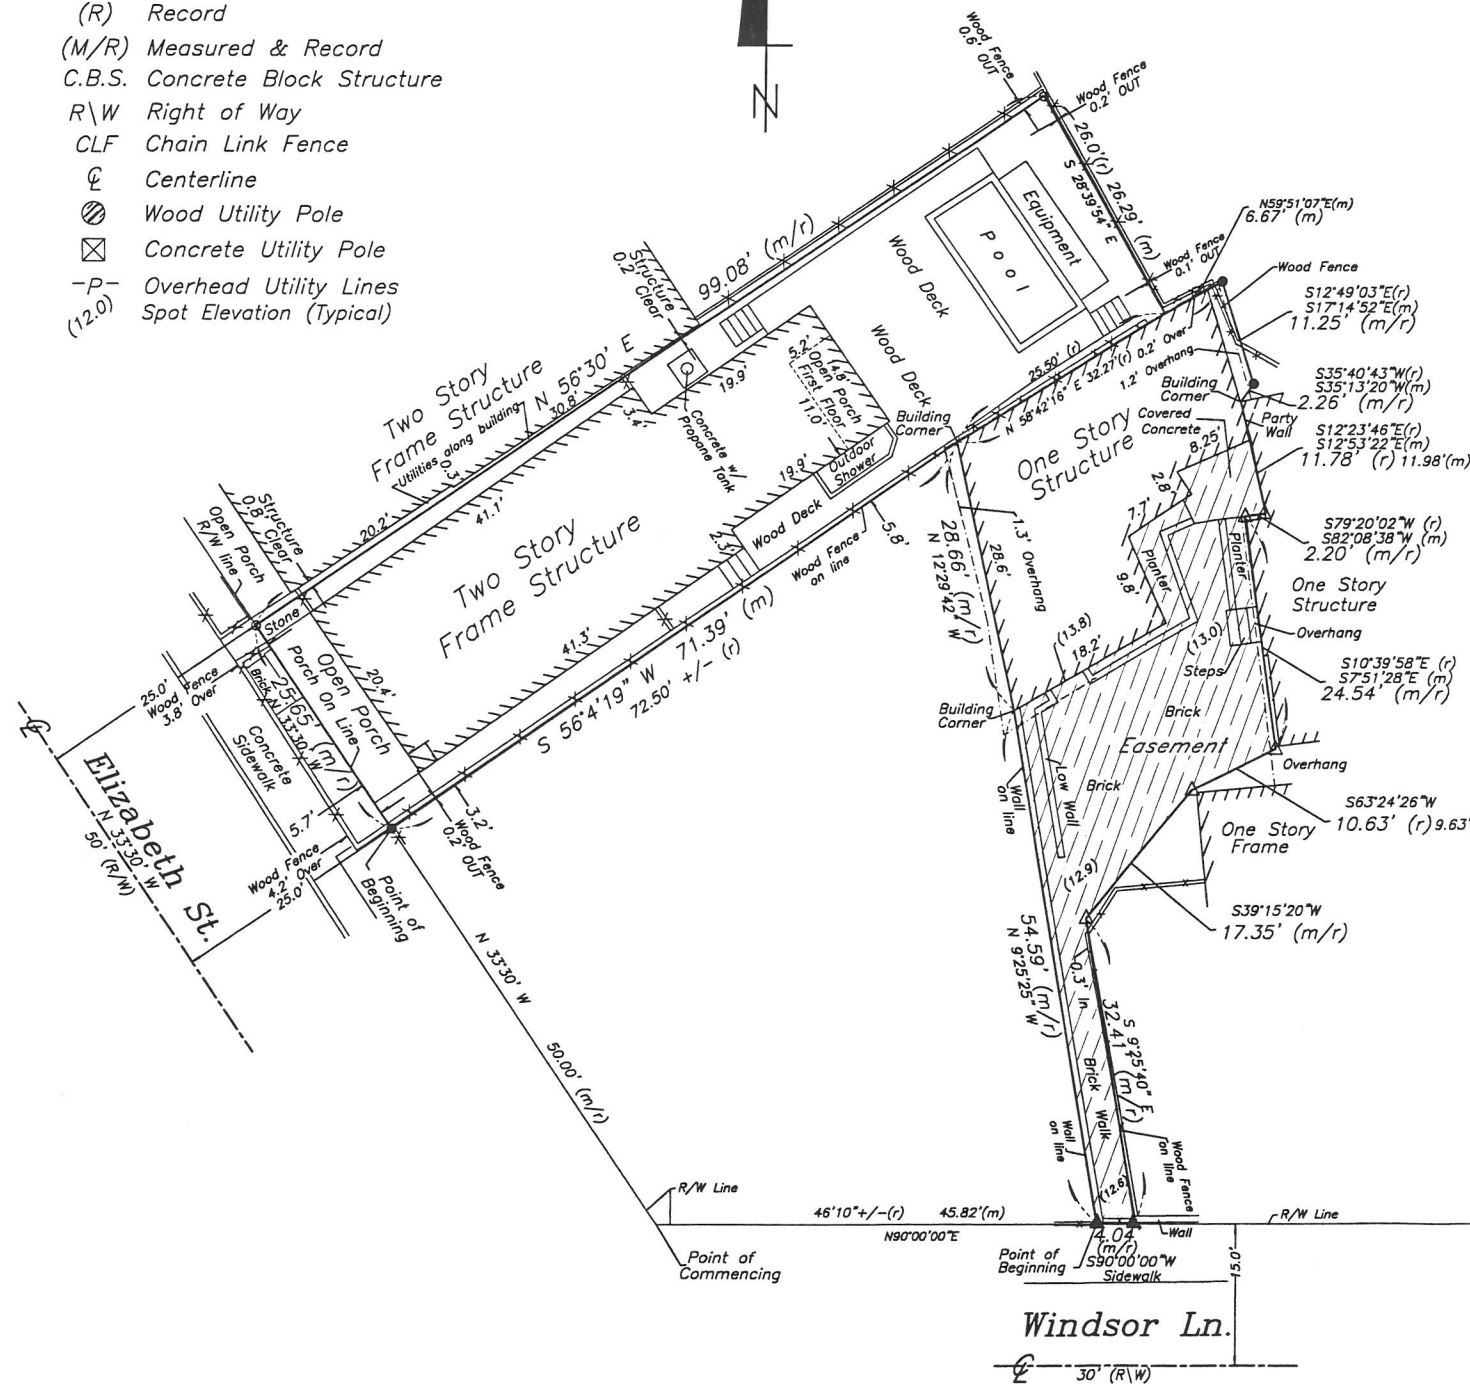 (R) Record
(M/R) Measured & Record
C.B.S. Concrete Block Structure
R\W Right of Way
CLF Chain Link Fence
℄ Centerline
Wood Utility Pole
Concrete Utility Pole
-P- Overhead Utility Lines
(12.0) Spot Elevation (Typical)
N
Wood Fence
0.6' OUT
Wood Fence
0.2' OUT
26.0'(r) 26.29' (m)
S 28°39'54" E
N59°51'07"E(m)
6.67' (m)
Wood Fence
0.1' OUT
Wood Fence
S12°49'03"E(r)
S17°14'52"E(m)
11.25' (m/r)
S35°40'43"W(r)
S35°13'20"W(m)
2.26' (m/r)
Building
Corner
Party
Wall
Covered
Concrete
S12°23'46"E(r)
S12°53'22"E(m)
11.78' (r) 11.98'(m)
S79°20'02"W (r)
S82°08'38"W (m)
2.20' (m/r)
One Story
Structure
Overhang
S10°39'58"E (r)
S7°51'28"E (m)
24.54' (m/r)
Overhang
S63°24'26"W
10.63' (r) 9.63'
One Story
Frame
S39°15'20"W
17.35' (m/r)
Equipment
Pool
Wood Deck
Wood Deck
99.08' (m/r)
N 56°30' E
Structure
0.2' Clear
Two Story
Frame Structure
Utilities along building
30.8'
0.3'
3.4'
19.9'
Concrete w/
Propane Tank
5.2'
Open Porch
First Floor
(4.8'
11.0'
Outdoor
Shower
19.9'
Wood Deck
2.3'
Building
Corner
25.50' (r)
N 58°42'16" E 32.27'(r) 0.2' Over
1.2' Overhang
One Story
Structure
8.25'
2.8'
7.7'
9.8'
Planter
Planter
(13.0)
Steps
(13.8)
18.2'
Brick
Easement
Brick
Low Wall
(12.9)
28.66' (m/r)
N 12°29'42" W
28.6'
1.3' Overhang
5.8'
Wood Fence
on line
Building
Corner
Wall
on line
54.59' (m/r)
N 9°25'25" W
0.3' In
32.41' (m/r)
S 9°25'40" E
Brick
Walk
Wall
on line
Wood Fence
on line
(12.6)
Structure
0.8' Clear
Open Porch
R/W line
20.2'
41.1'
Two Story
Frame Structure
41.3'
20.4'
Stone
Open Porch
Porch On Line
25.65' (m/r)
N 33°30' W
Brick
Concrete
Sidewalk
25.0'
Wood Fence
3.8' Over
S 56°4'19" W 71.39' (m)
72.50' +/- (r)
3.2'
Wood Fence
0.2' OUT
5.7'
Wood Fence
4.2' Over
25.0'
Point of
Beginning
℄
Elizabeth St.
N 33°30' W
50' (R/W)
N 33°30' W
50.00' (m/r)
R/W Line
46'10"+/-(r) 45.82'(m)
N90°00'00"E
Point of
Commencing
Point of
Beginning
4.04'
(m/r)
S90°00'00"W
Sidewalk
Wall
R/W Line
15.0'
Windsor Ln.
℄
30' (R\W)